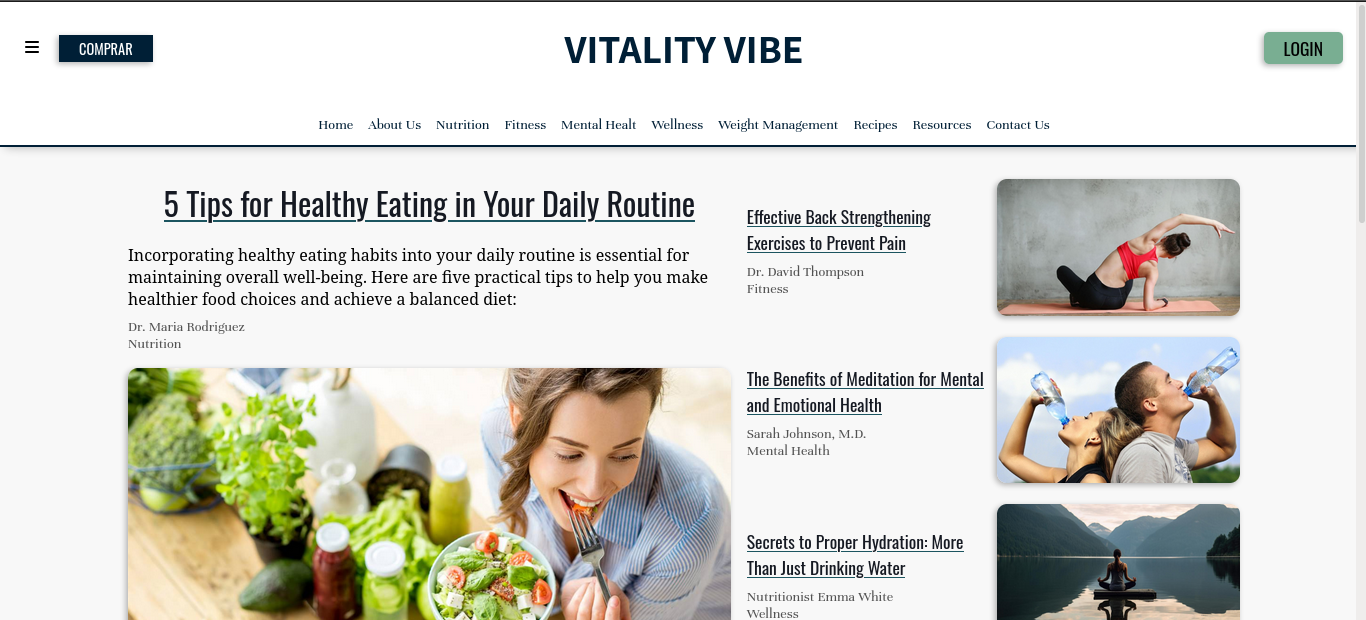 COMPRAR
VITALITY VIBE
LOGIN
Home About Us Nutrition Fitness Mental Healt Wellness Weight Management Recipes Resources Contact Us
5 Tips for Healthy Eating in Your Daily Routine
Incorporating healthy eating habits into your daily routine is essential for
maintaining overall well-being. Here are five practical tips to help you make
healthier food choices and achieve a balanced diet:
Dr. Maria Rodriguez
Nutrition
Effective Back Strengthening
Exercises to Prevent Pain
Dr. David Thompson
Fitness
The Benefits of Meditation for Mental
and Emotional Health
Sarah Johnson, M.D.
Mental Health
Secrets to Proper Hydration: More
Than Just Drinking Water
Nutritionist Emma White
Wellness